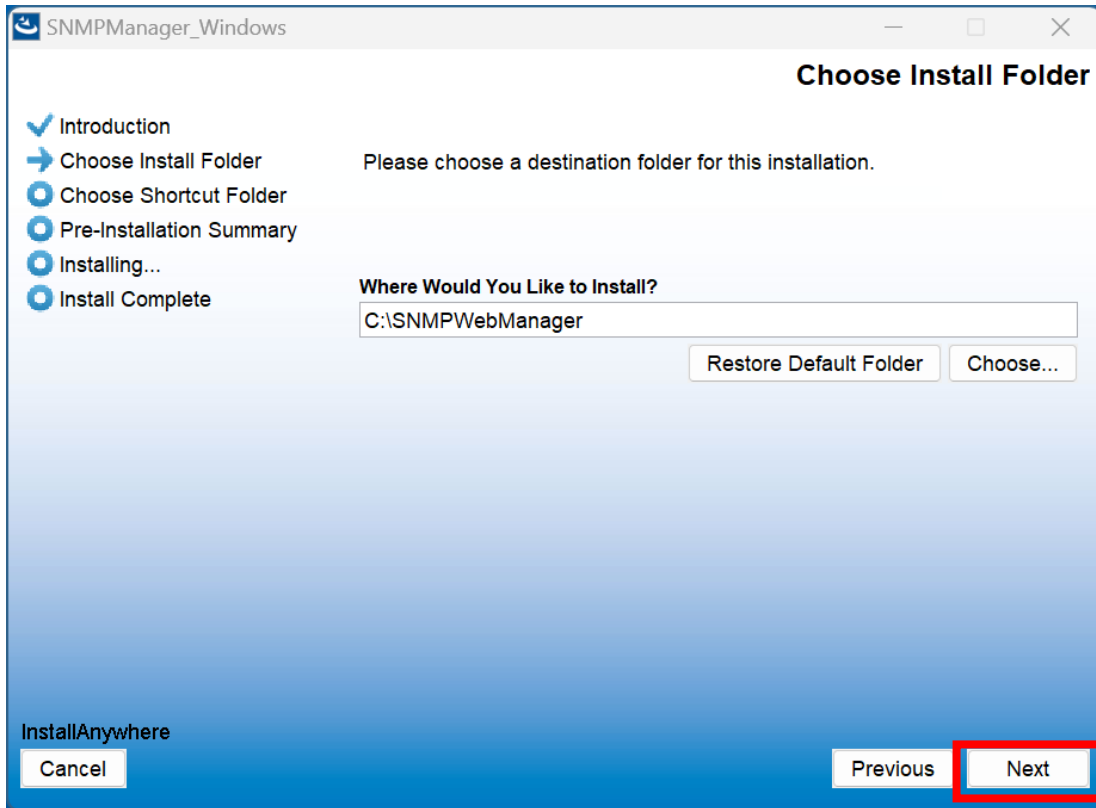 SNMPManager_Windows
Choose Install Folder
Introduction
Choose Install Folder
Choose Shortcut Folder
Pre-Installation Summary
Installing...
Install Complete
Please choose a destination folder for this installation.
Where Would You Like to Install?
C:\SNMPWebManager
Restore Default Folder
Choose...
InstallAnywhere
Cancel
Previous
Next